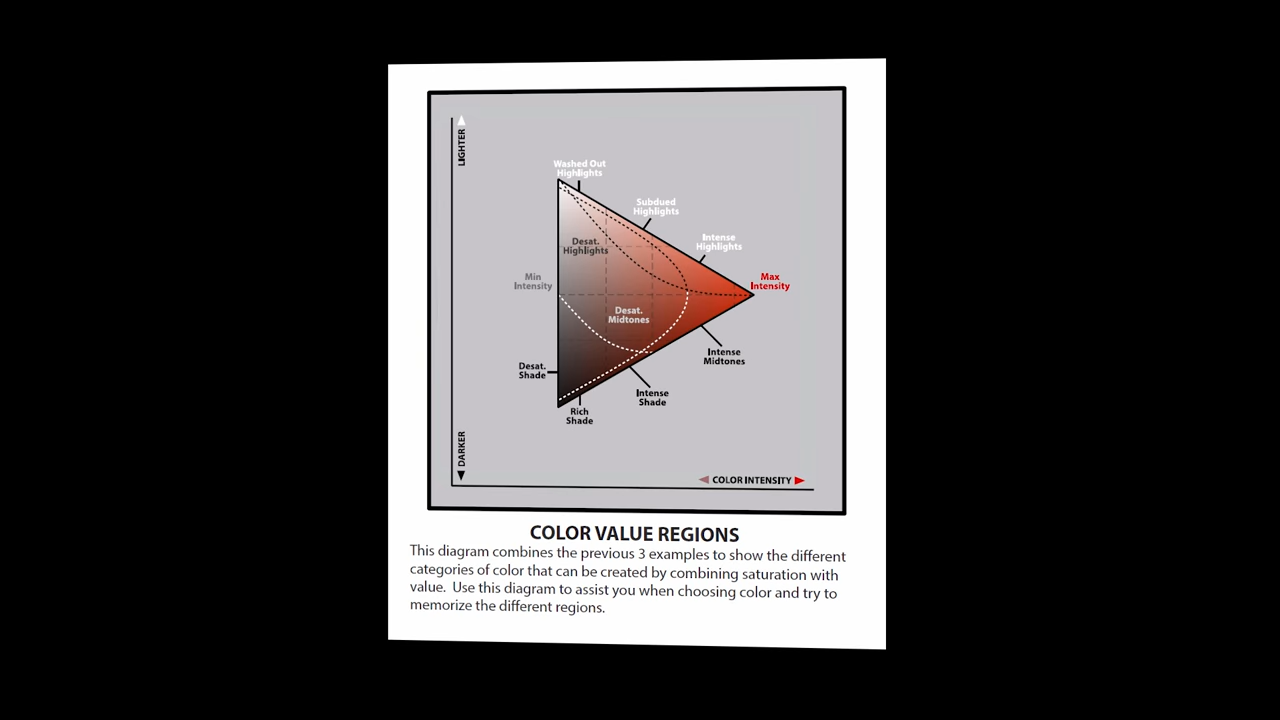 LIGHTER
Washed Out
Highlights
Subdued
Highlights
Intense
Highlights
Desat.
Highlights
Min
Intensity
Max
Intensity
Desat.
Midtones
Intense
Midtones
Desat.
Shade
Intense
Shade
Rich
Shade
DARKER
COLOR INTENSITY
COLOR VALUE REGIONS
This diagram combines the previous 3 examples to show the different
categories of color that can be created by combining saturation with
value.  Use this diagram to assist you when choosing color and try to
memorize the different regions.